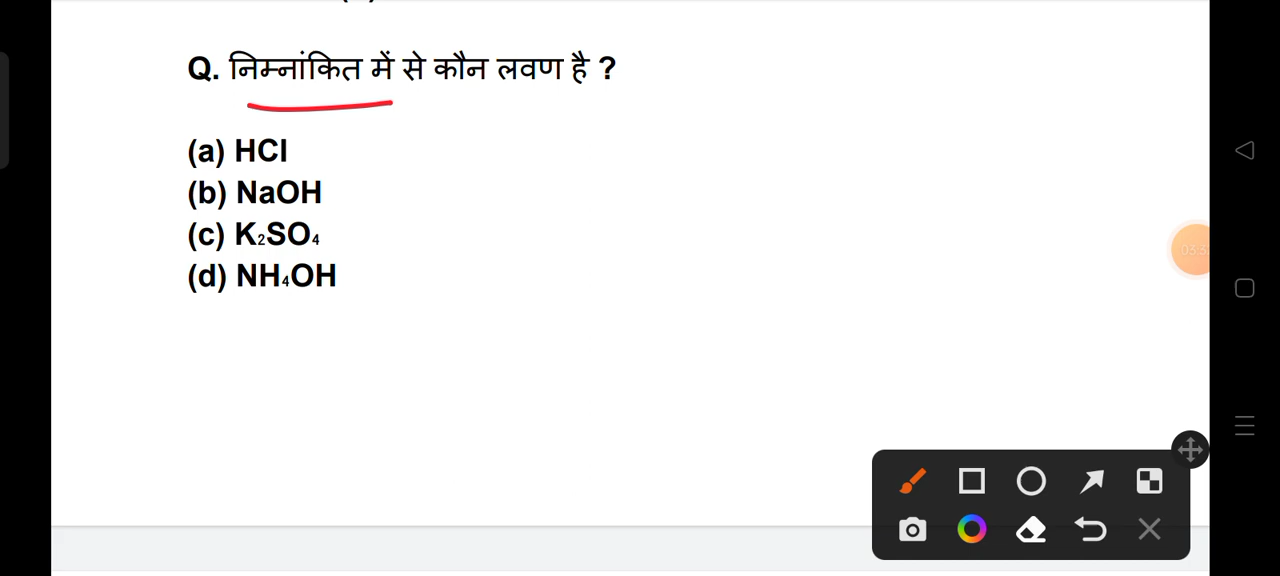 Q. निम्नांकित में से कौन लवण है ?
(a) HCl
(b) NaOH
(c) K₂SO₄
(d) NH₄OH